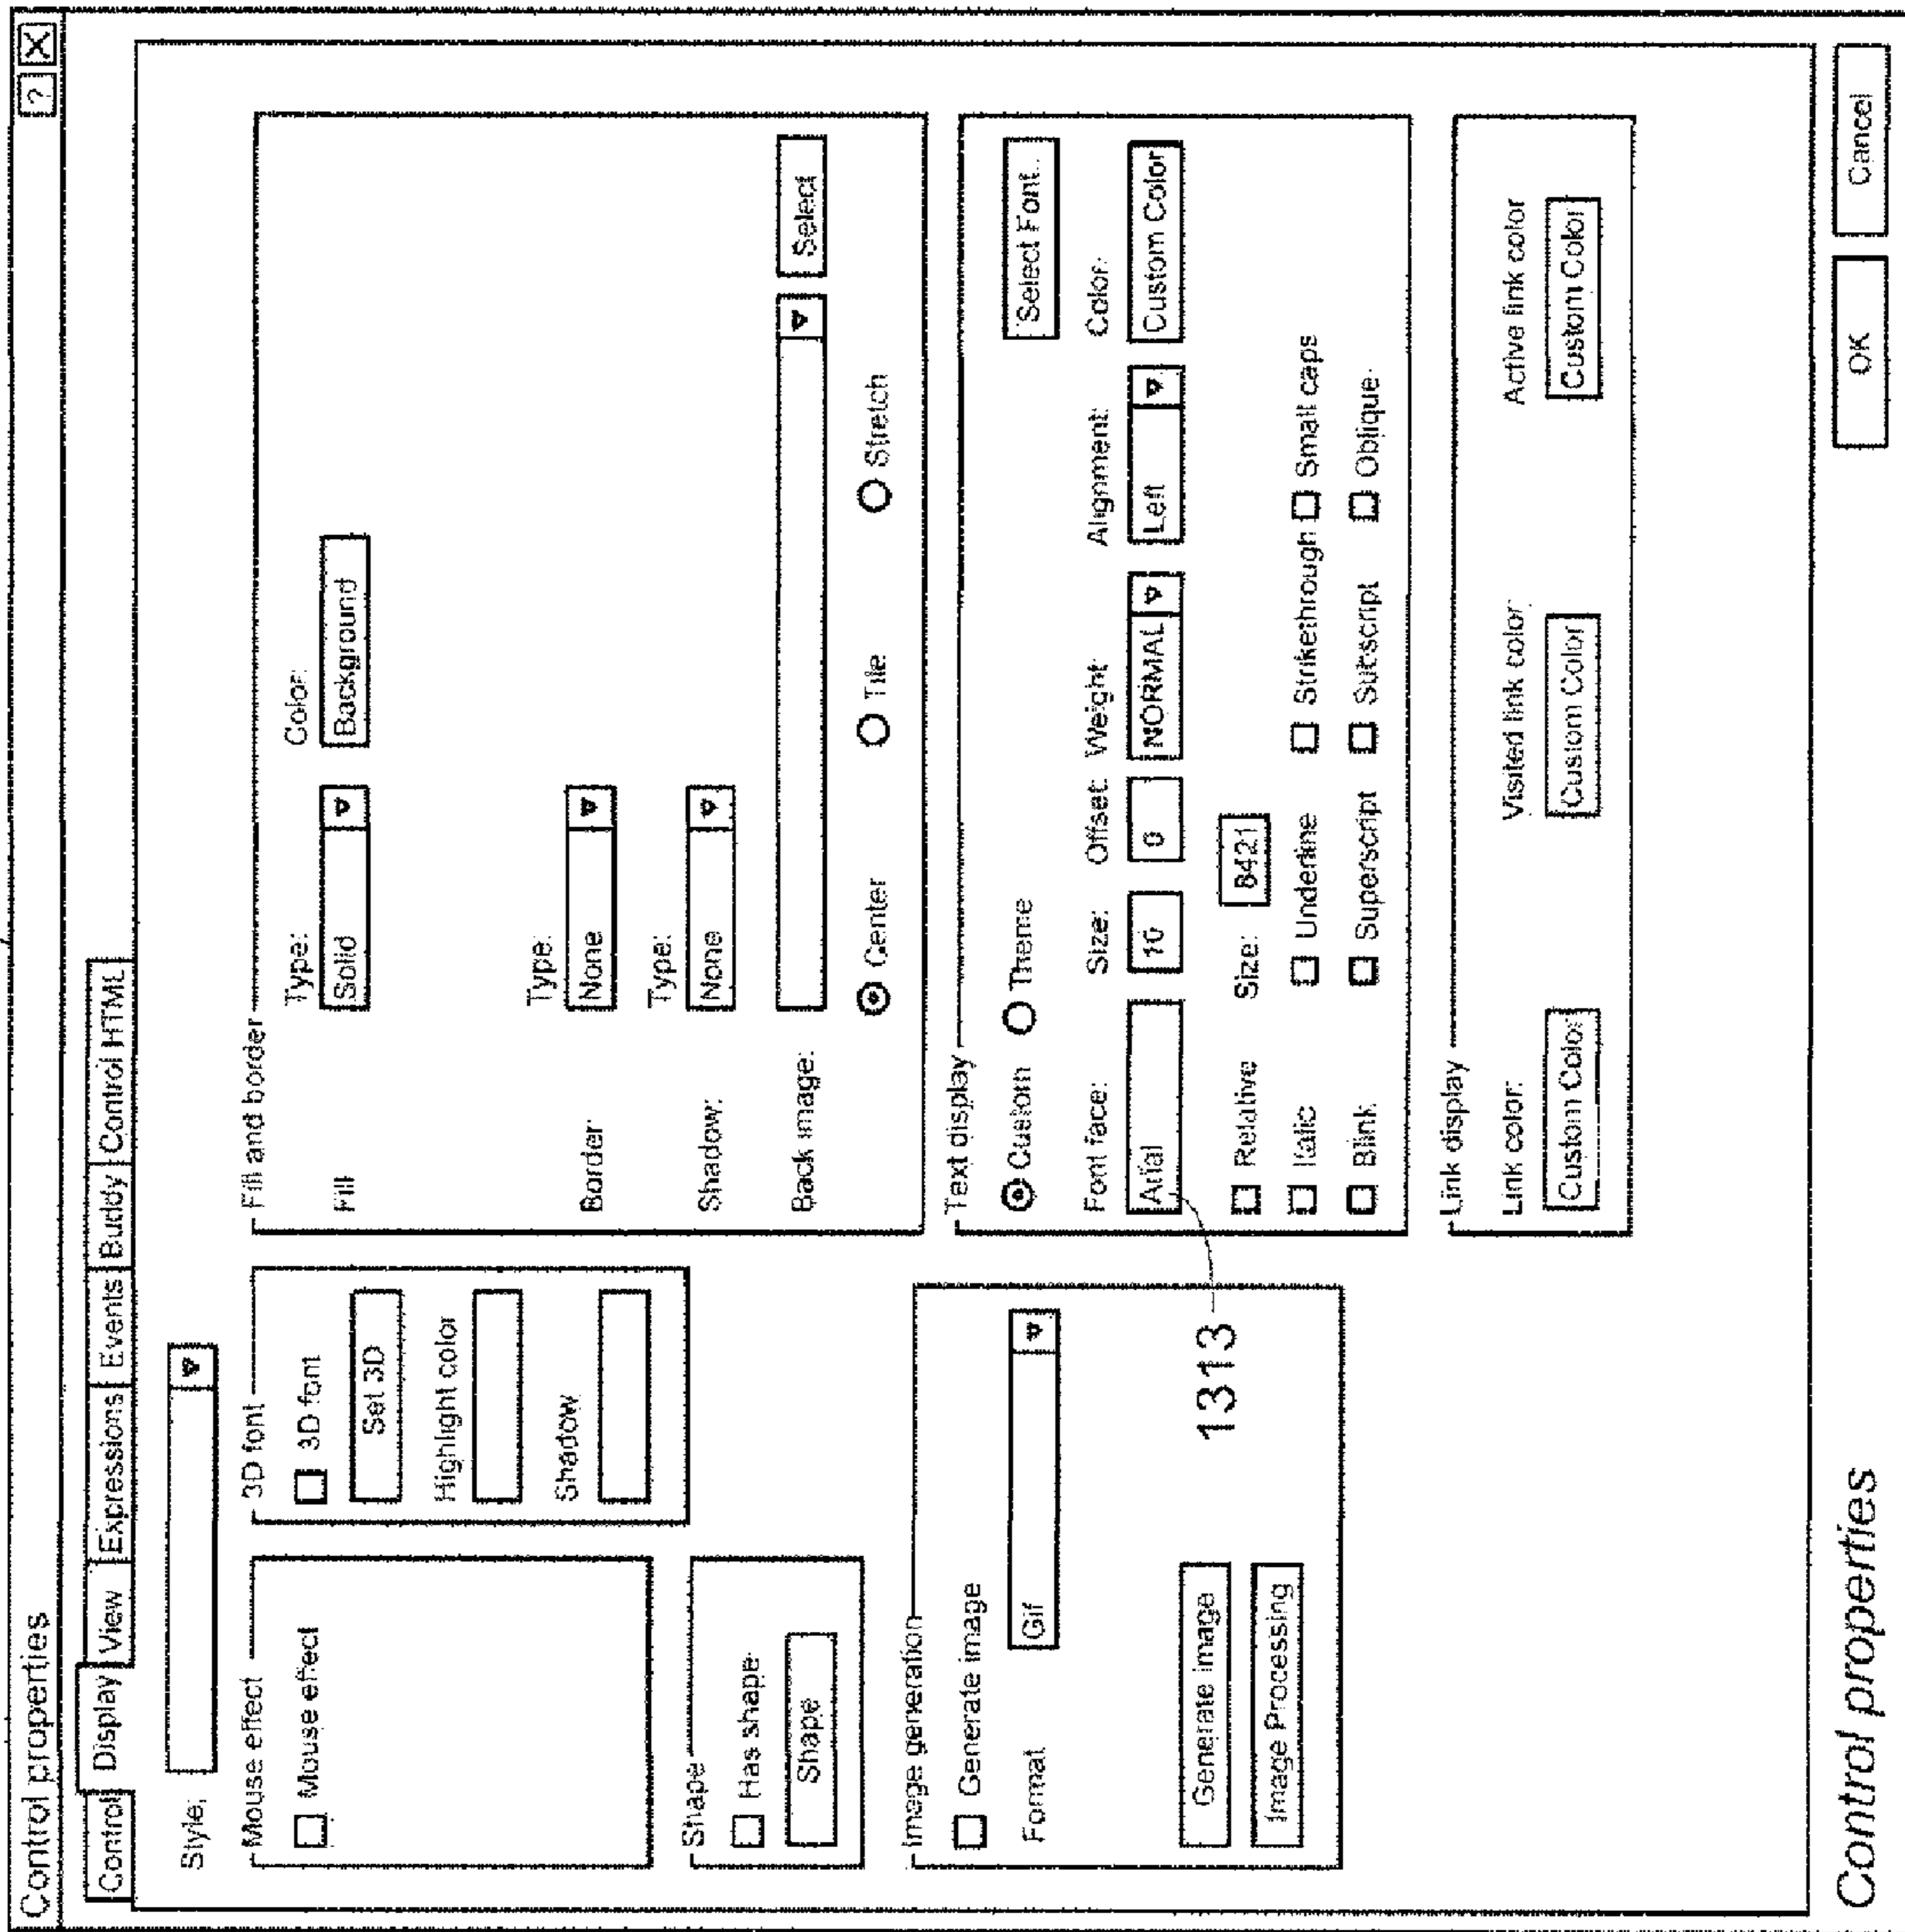 Control properties ? X
Control Display View Expressions Events Buddy Control HTML
Style:
Mouse effect
Mouse effect
3D font
3D font
Set 3D
Highlight color
Shadow
Shape
Has shape
Shape
Image generation
Generate image
Format Gif
Generate image
Image Processing
1313
Fill and border
Type: Color:
Fill Solid Background
Type:
Border: None
Type:
Shadow: None
Back image: Select
Center Tile Stretch
Text display
Custom Theme Select Font...
Font face: Size: Offset: Weight: Alignment: Color:
Arial 10 0 NORMAL Left Custom Color
Relative Size: 8421
Italic Underline Strikethrough Small caps
Blink Superscript Subscript Oblique
Link display
Link color: Visited link color: Active link color
Custom Color Custom Color Custom Color
OK Cancel
Control properties